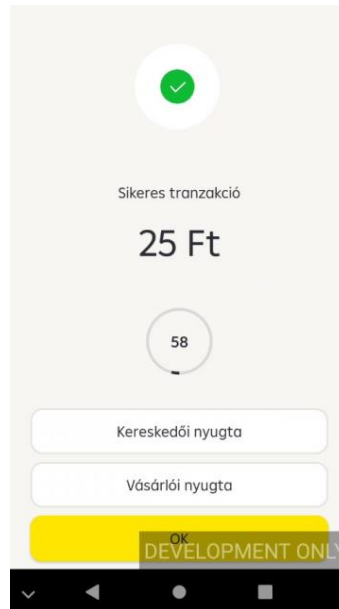 Sikeres tranzakció
25 Ft
58
Kereskedői nyugta
Vásárlói nyugta
OK
DEVELOPMENT ONLY